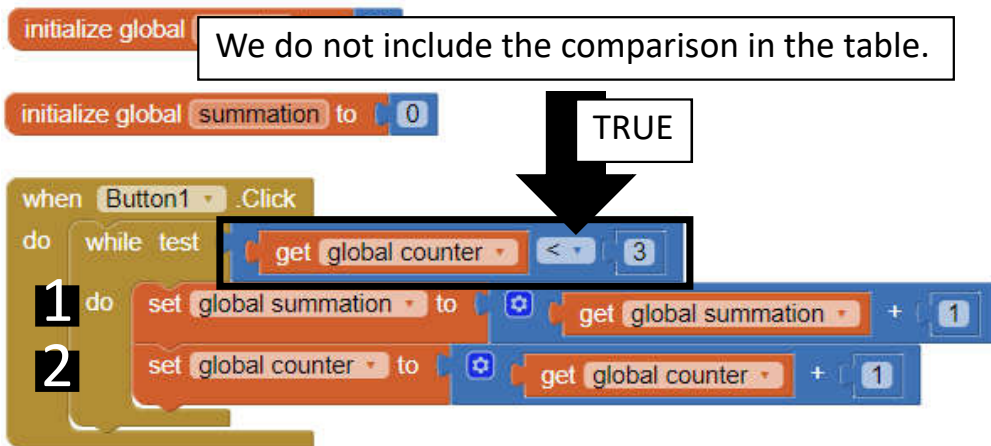 initialize global
We do not include the comparison in the table.
initialize global summation to 0
TRUE
when Button1 .Click
do while test get global counter < 3
1 do set global summation to get global summation + 1
2 set global counter to get global counter + 1